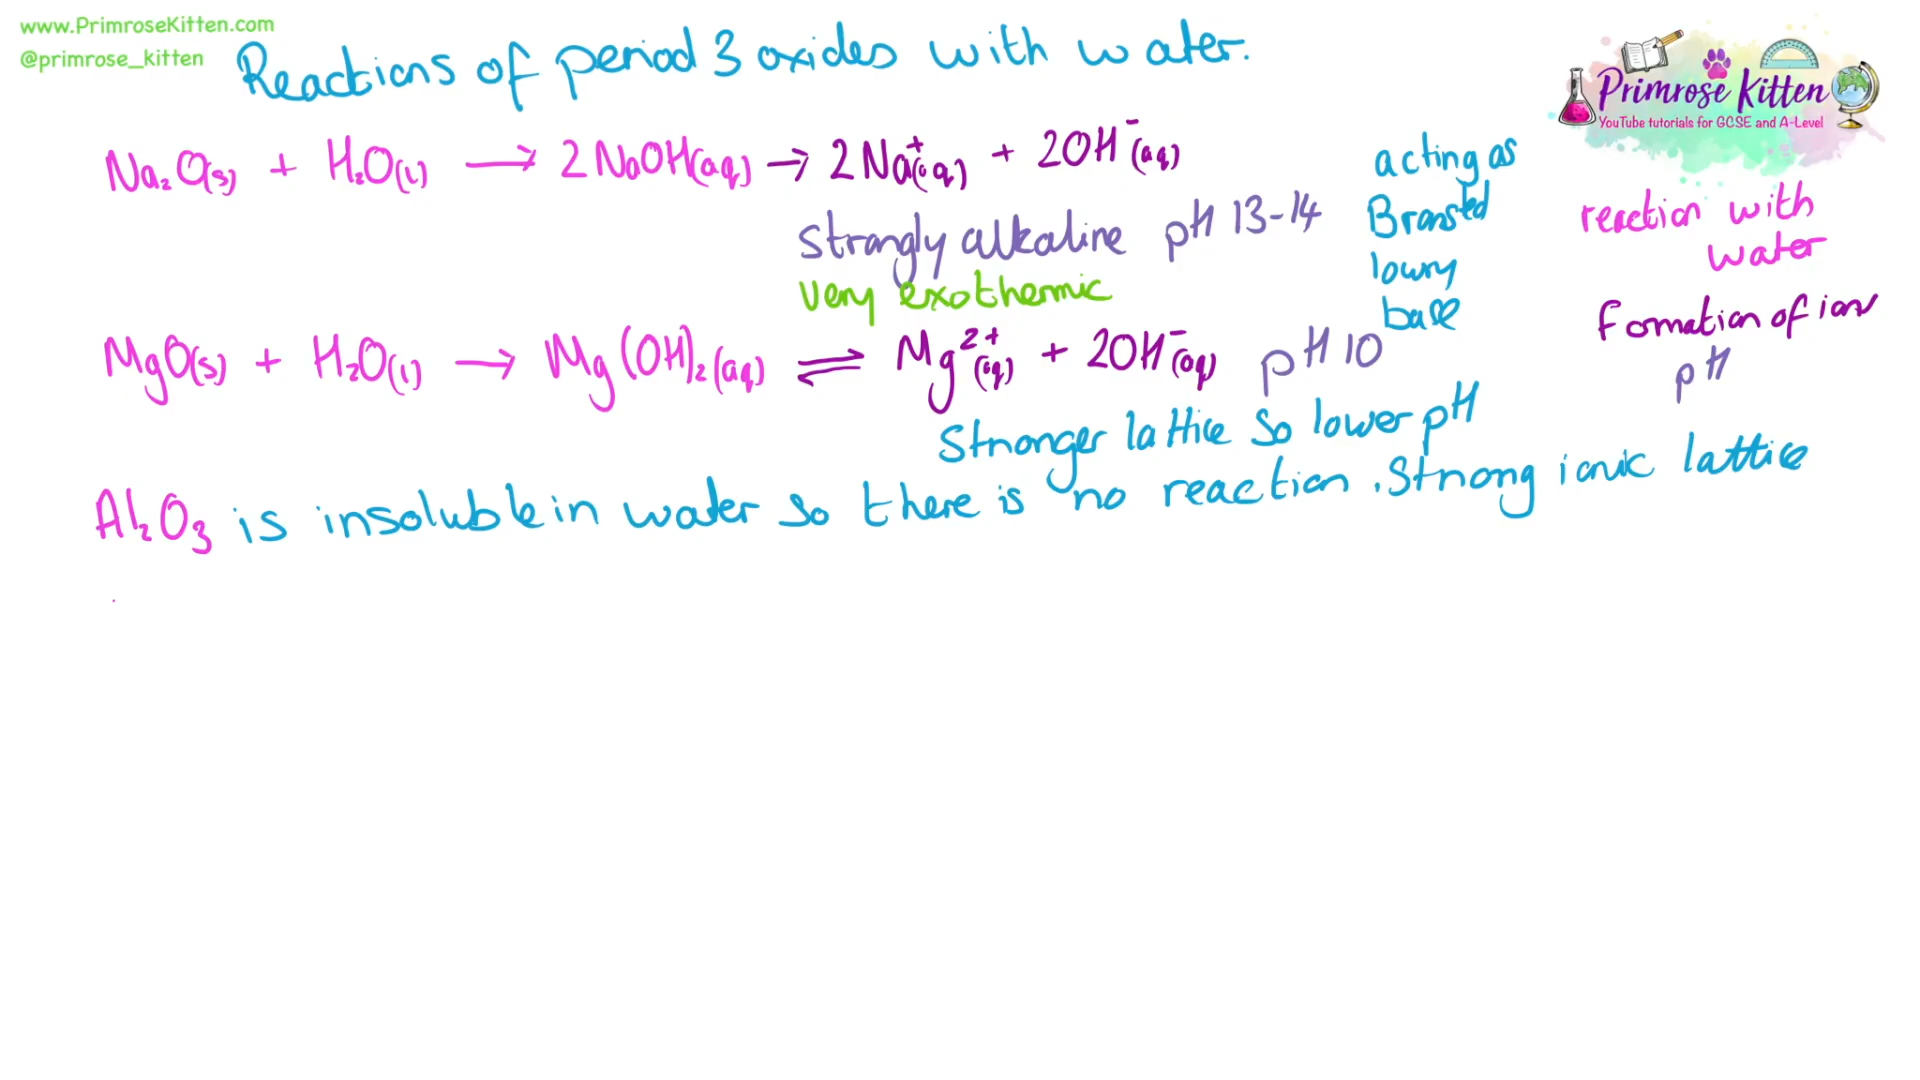 www.PrimroseKitten.com
@primrose_kitten
Reactions of period 3 oxides with water.
Primrose Kitten
YouTube tutorials for GCSE and A-Level
Na₂O(s) + H₂O(l) → 2NaOH(aq) → 2Na⁺(aq) + 2OH⁻(aq)
strongly alkaline pH 13-14
very exothermic
acting as
Bronsted
lowry
base
reaction with
water
formation of ions
pH
MgO(s) + H₂O(l) → Mg(OH)₂(aq) ⇌ Mg²⁺(aq) + 2OH⁻(aq) pH 10
Stronger lattice so lower pH
Al₂O₃ is insoluble in water so there is no reaction. Strong ionic lattice